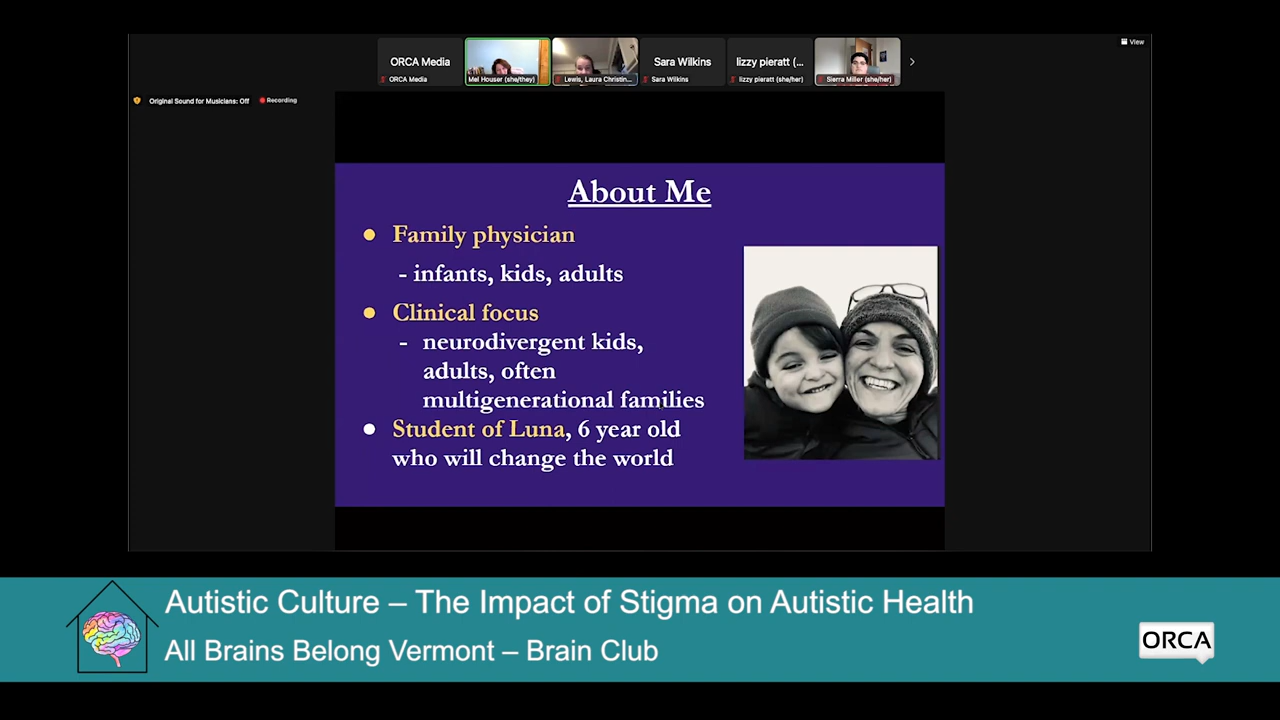 View
ORCA Media
Sara Wilkins
lizzy pieratt (...
ORCA Media
Mel Houser (she/they)
Lewis, Laura Christin...
Sara Wilkins
lizzy pieratt (she/her)
Sierra Miller (she/her)
Original Sound for Musicians: Off
Recording
About Me
● Family physician
- infants, kids, adults
● Clinical focus
- neurodivergent kids,
adults, often
multigenerational families
● Student of Luna, 6 year old
who will change the world
Autistic Culture – The Impact of Stigma on Autistic Health
All Brains Belong Vermont – Brain Club
ORCA